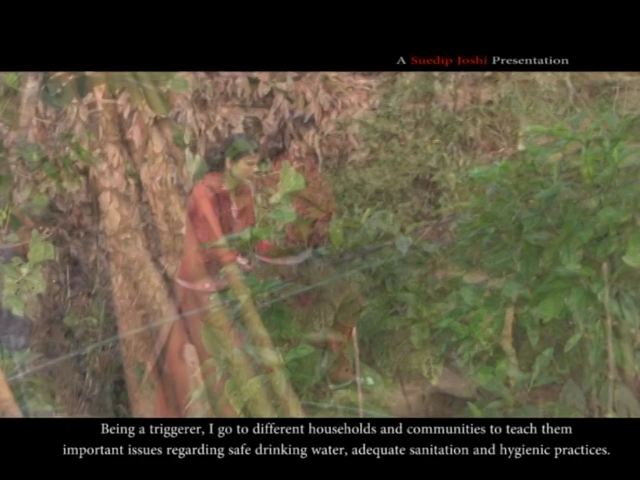 A Suedip Joshi Presentation
Being a triggerer, I go to different households and communities to teach them
important issues regarding safe drinking water, adequate sanitation and hygienic practices.